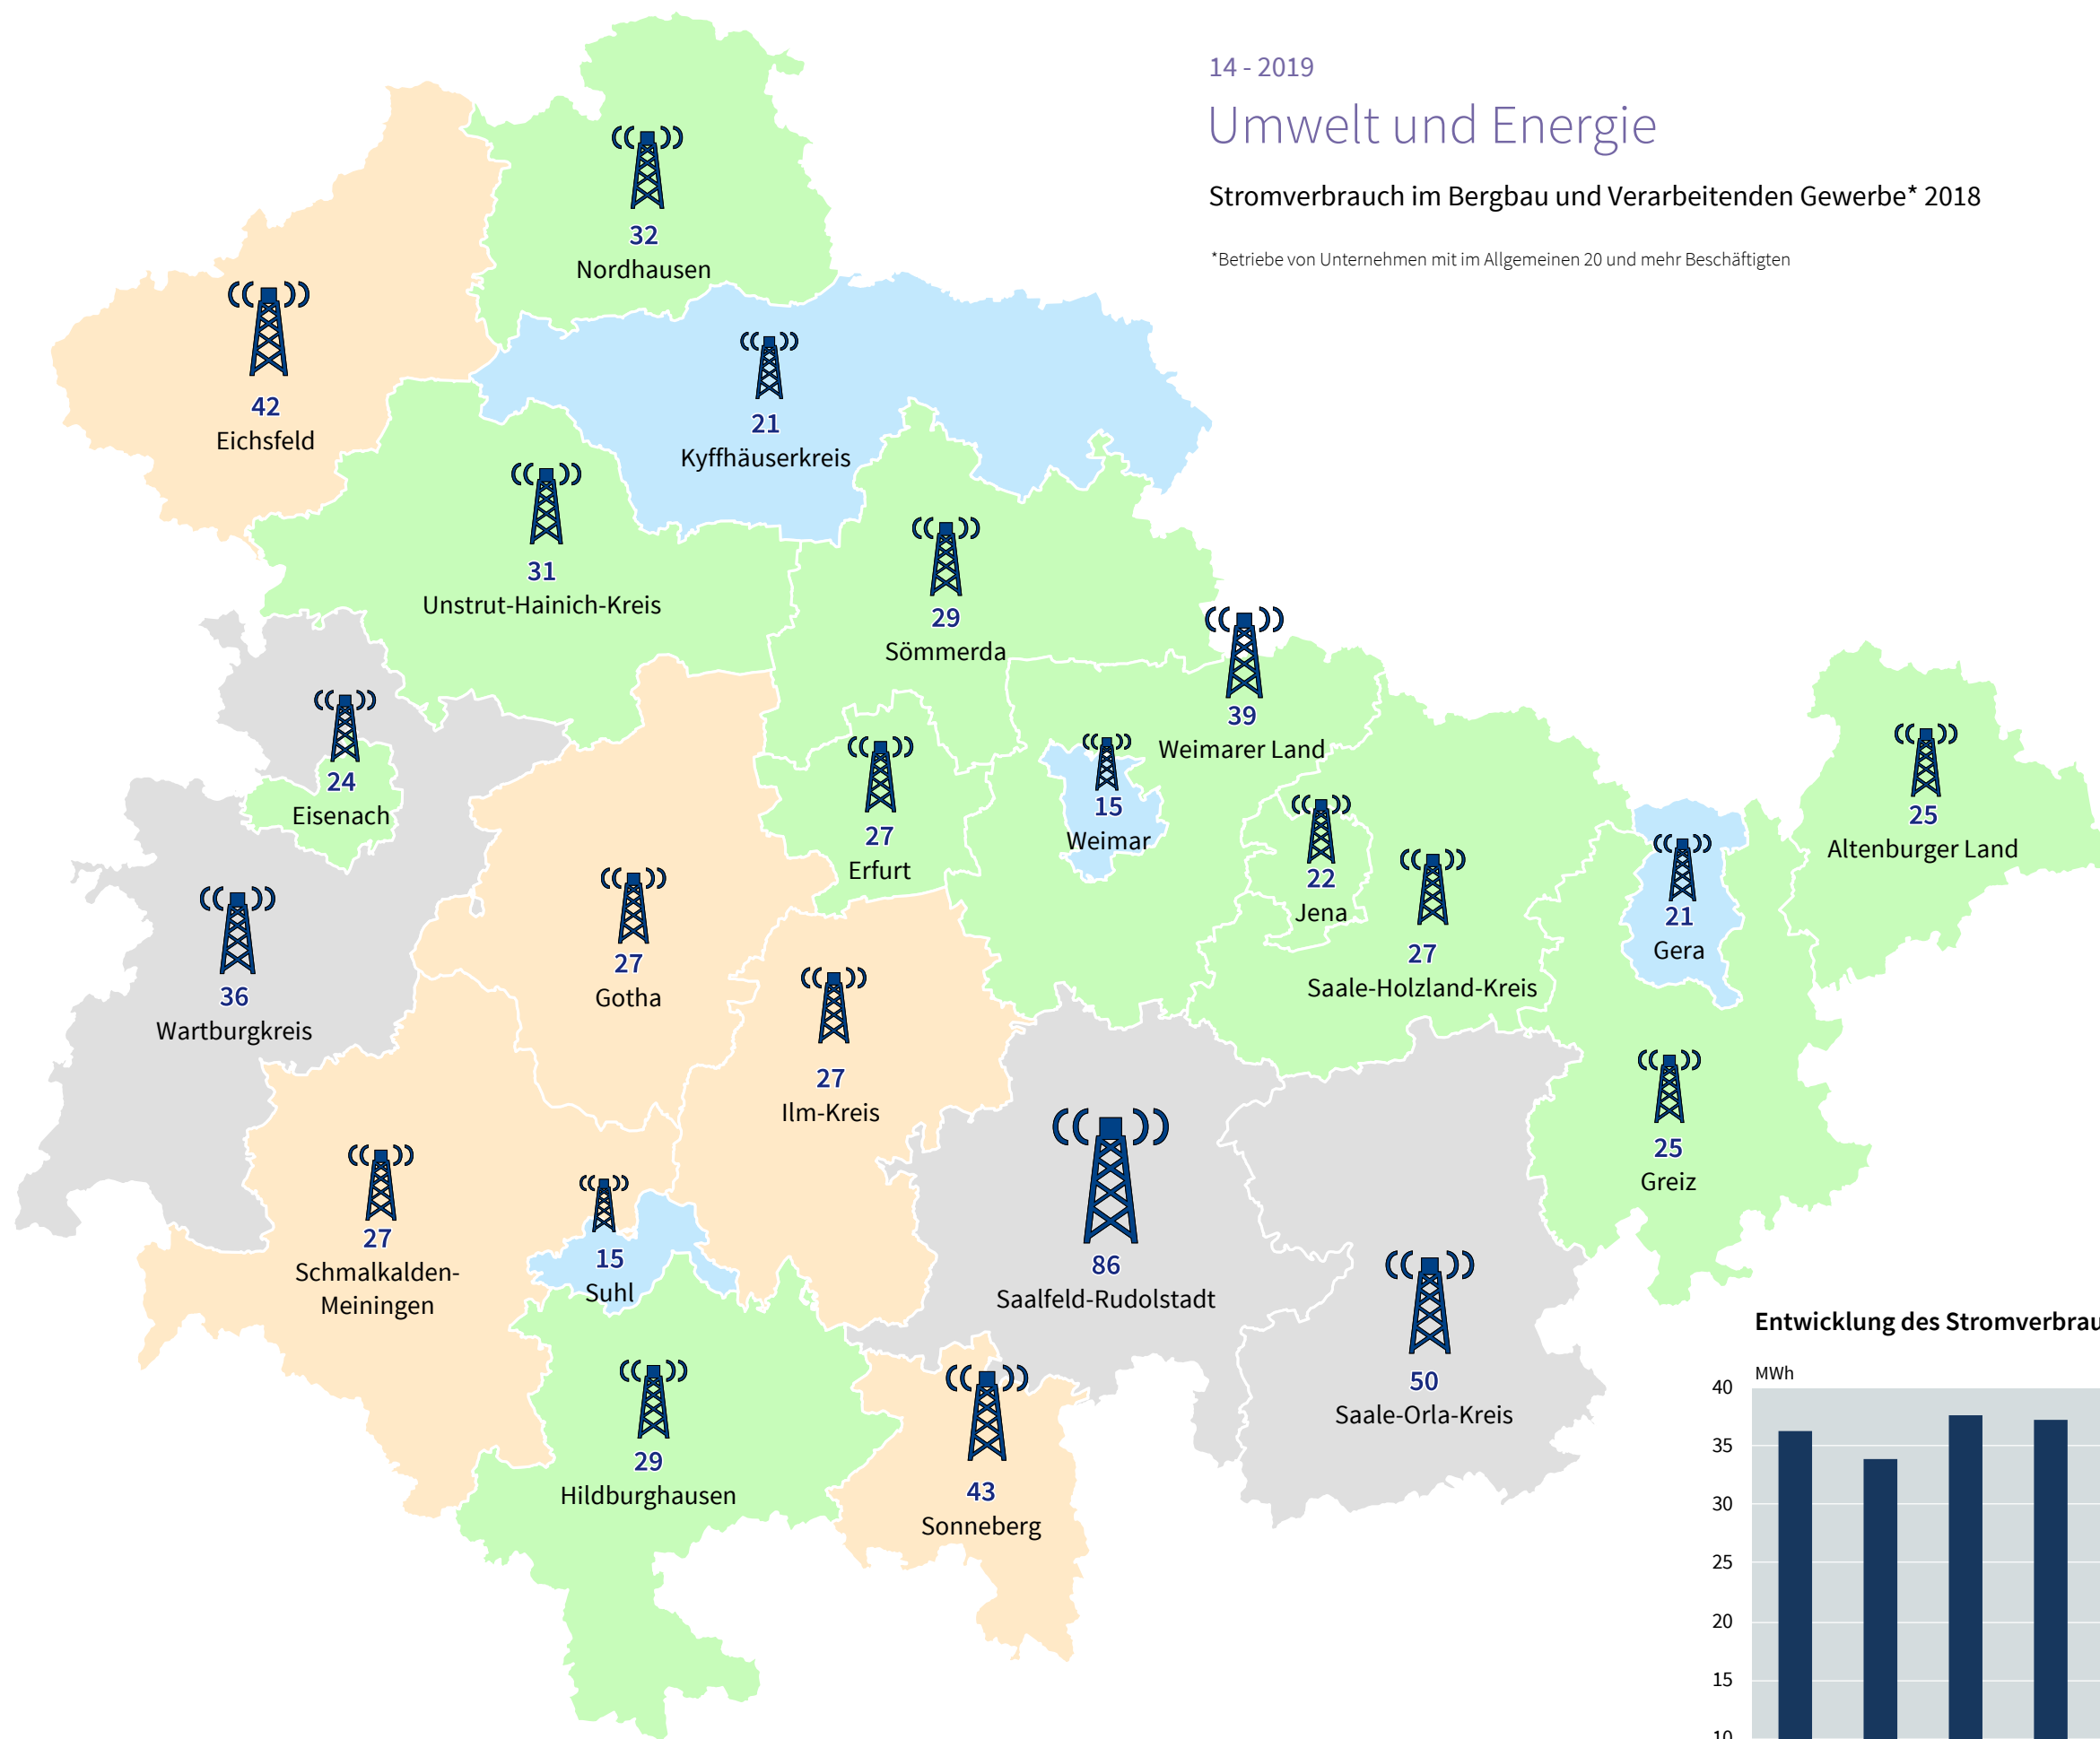 14 - 2019
Umwelt und Energie
Stromverbrauch im Bergbau und Verarbeitenden Gewerbe* 2018
*Betriebe von Unternehmen mit im Allgemeinen 20 und mehr Beschäftigten
32
Nordhausen
42
Eichsfeld
21
Kyffhäuserkreis
31
Unstrut-Hainich-Kreis
29
Sömmerda
39
Weimarer Land
24
Eisenach
27
Erfurt
15
Weimar
22
Jena
27
Saale-Holzland-Kreis
21
Gera
25
Altenburger Land
36
Wartburgkreis
27
Gotha
27
Ilm-Kreis
25
Greiz
27
Schmalkalden-
Meiningen
15
Suhl
86
Saalfeld-Rudolstadt
50
Saale-Orla-Kreis
29
Hildburghausen
43
Sonneberg
Entwicklung des
MWh
40
35
30
25
20
15
10